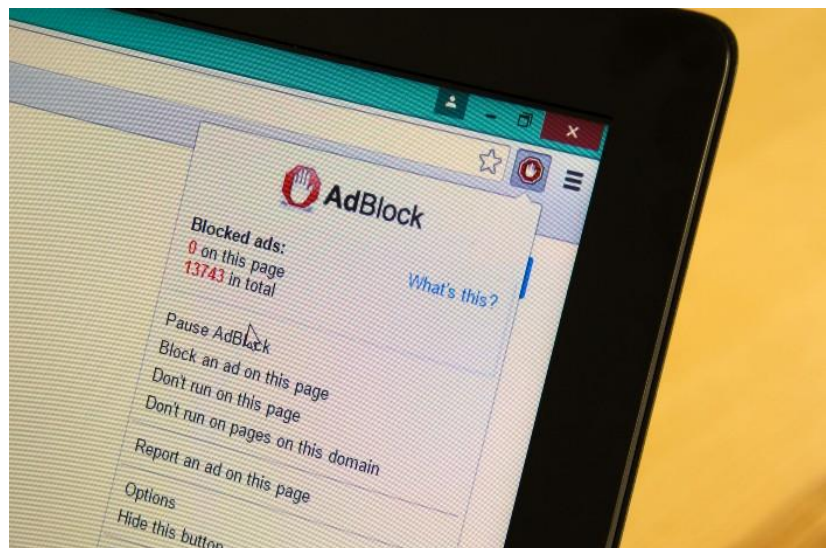 AdBlock
Blocked ads:
0 on this page
13743 in total
What's this?
Pause AdBlock
Block an ad on this page
Don't run on this page
Don't run on pages on this domain
Report an ad on this page
Options
Hide this button